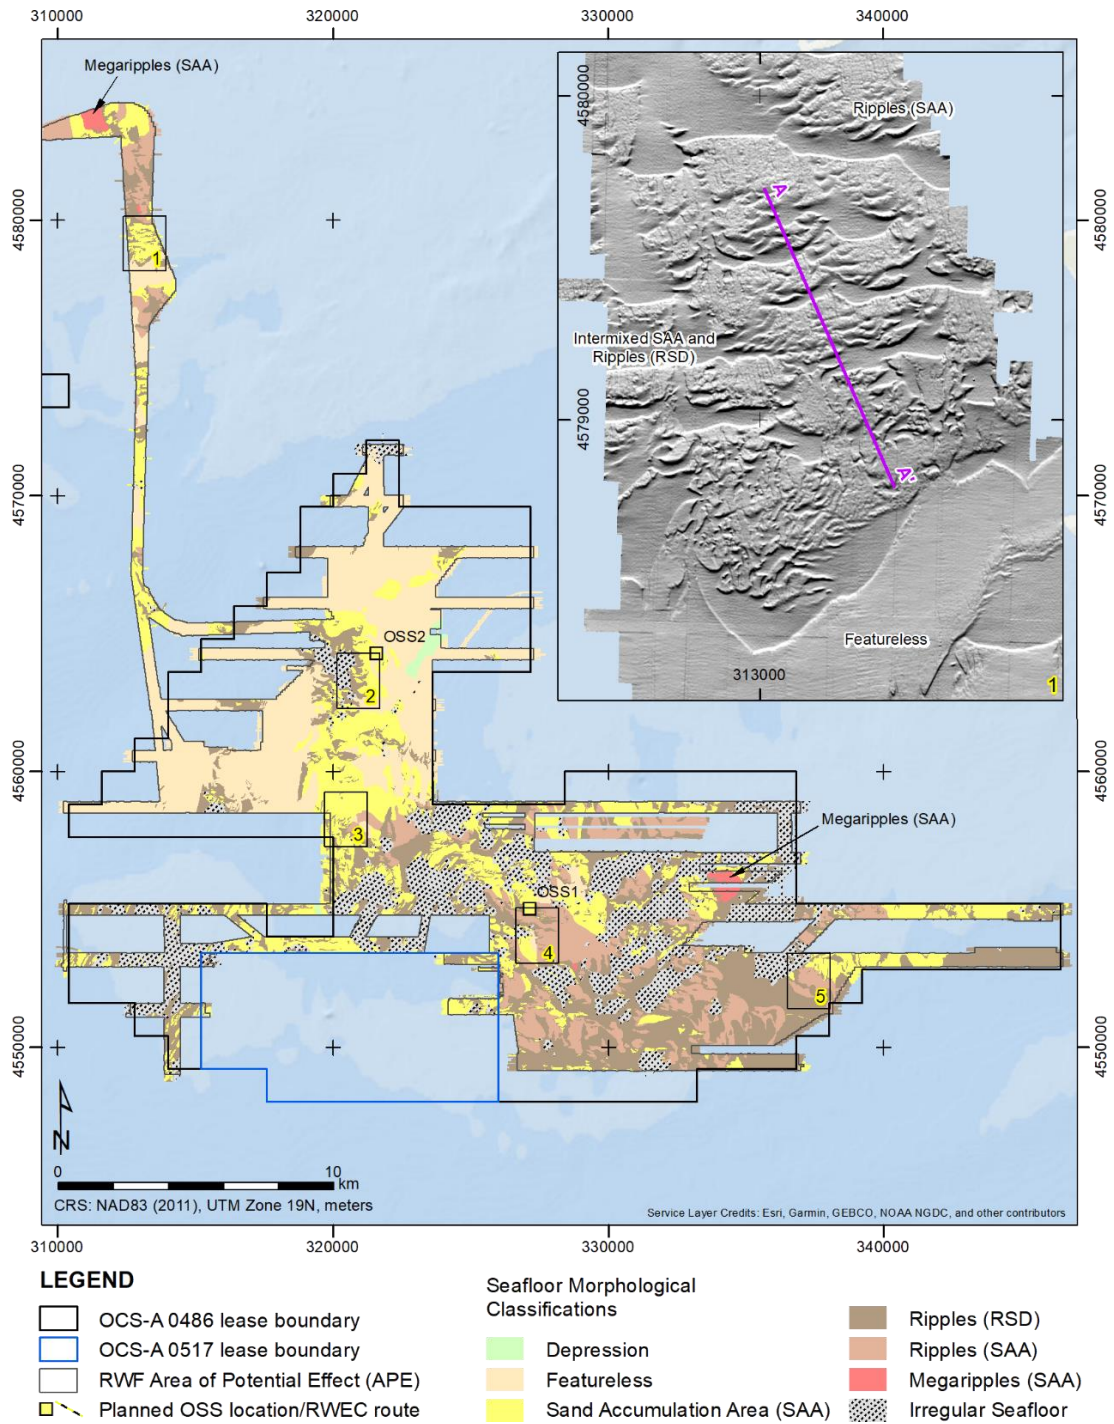 310000
320000
330000
340000
Megaripples (SAA)
4580000
4580000
Ripples (SAA)
A
4580000
1
4579000
Intermixed SAA and
Ripples (RSD)
A'
4570000
4570000
Featureless
313000
1
OSS2
2
4560000
4560000
3
Megaripples (SAA)
OSS1
4
5
4550000
4550000
N
0
10
km
CRS: NAD83 (2011), UTM Zone 19N, meters
Service Layer Credits: Esri, Garmin, GEBCO, NOAA NGDC, and other contributors
310000
320000
330000
340000
LEGEND
OCS-A 0486 lease boundary
OCS-A 0517 lease boundary
RWF Area of Potential Effect (APE)
Planned OSS location/RWEC route
Seafloor Morphological
Classifications
Depression
Featureless
Sand Accumulation Area (SAA)
Ripples (RSD)
Ripples (SAA)
Megaripples (SAA)
Irregular Seafloor